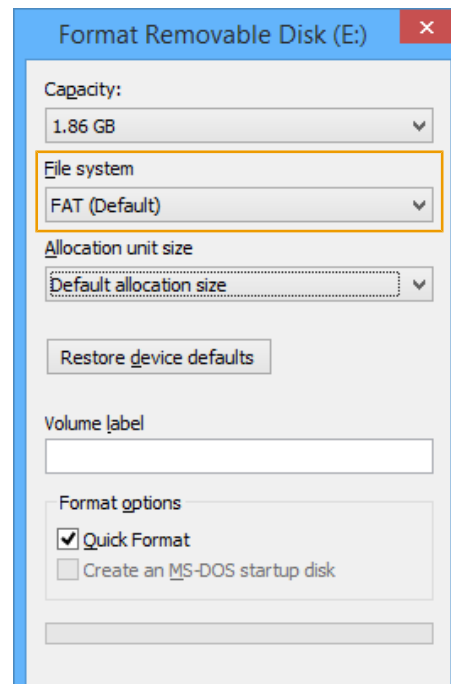 Format Removable Disk (E:)
Capacity:
1.86 GB
File system
FAT (Default)
Allocation unit size
Default allocation size
Restore device defaults
Volume label
Format options
Quick Format
Create an MS-DOS startup disk